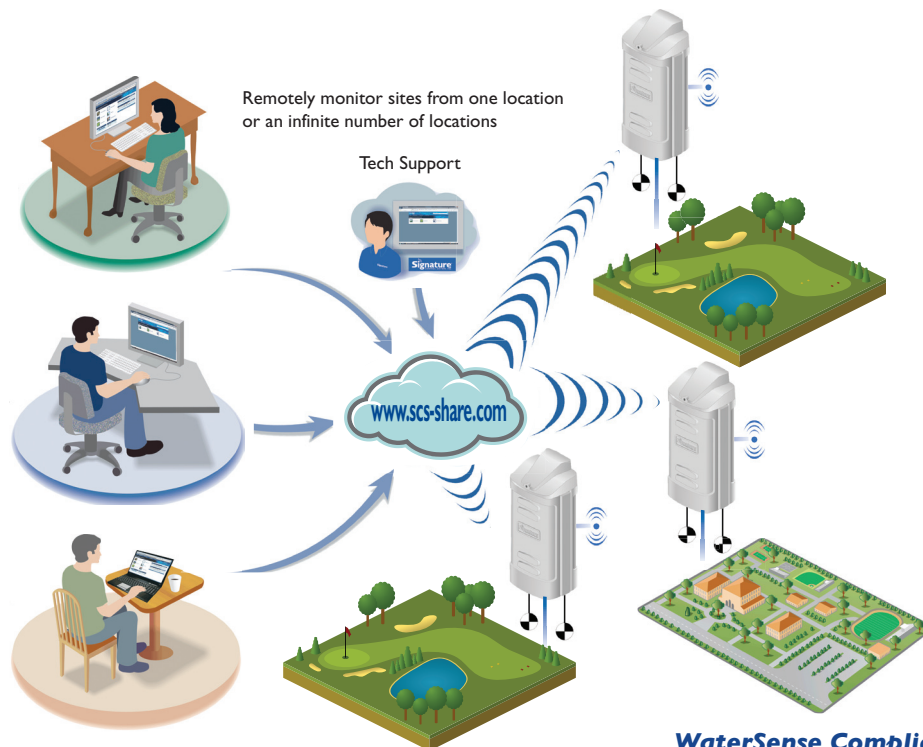 Remotely monitor sites from one location
or an infinite number of locations
Tech Support
Signature
www.scs-share.com